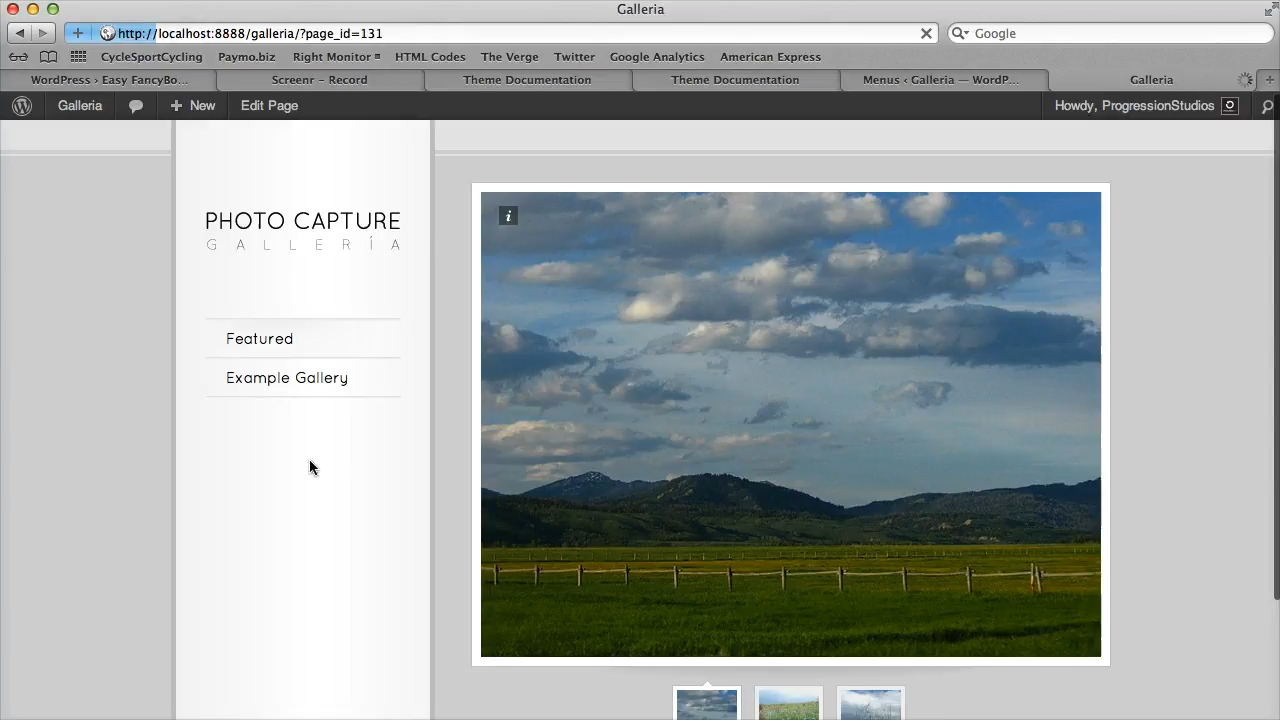 Galleria
http://localhost:8888/galleria/?page_id=131
Google
CycleSportCycling Paymo.biz Right Monitor HTML Codes The Verge Twitter Google Analytics American Express
WordPress › Easy FancyBo... Screenr – Record Theme Documentation Theme Documentation Menus ‹ Galleria — WordP... Galleria
Galleria New Edit Page Howdy, ProgressionStudios
PHOTO CAPTURE
GALLERÍA
i
Featured
Example Gallery